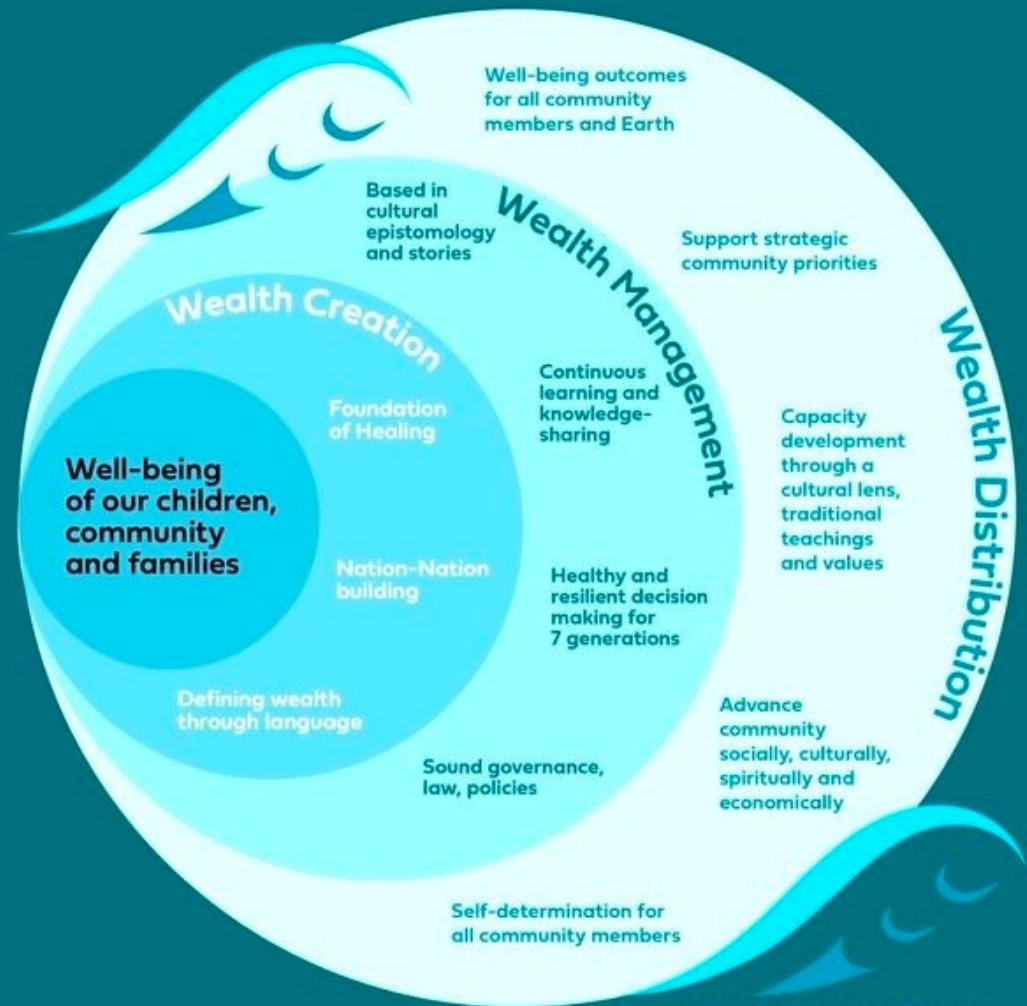 Well-being outcomes
for all community
members and Earth
Based in
cultural
epistomology
and stories
Wealth Management
Support strategic
community priorities
Wealth Creation
Wealth Distribution
Continuous
learning and
knowledge-
sharing
Foundation
of Healing
Capacity
development
through a
cultural lens,
traditional
teachings
and values
Well-being
of our children,
community
and families
Nation-Nation
building
Healthy and
resilient decision
making for
7 generations
Defining wealth
through language
Advance
community
socially, culturally,
spiritually and
economically
Sound governance,
law, policies
Self-determination for
all community members